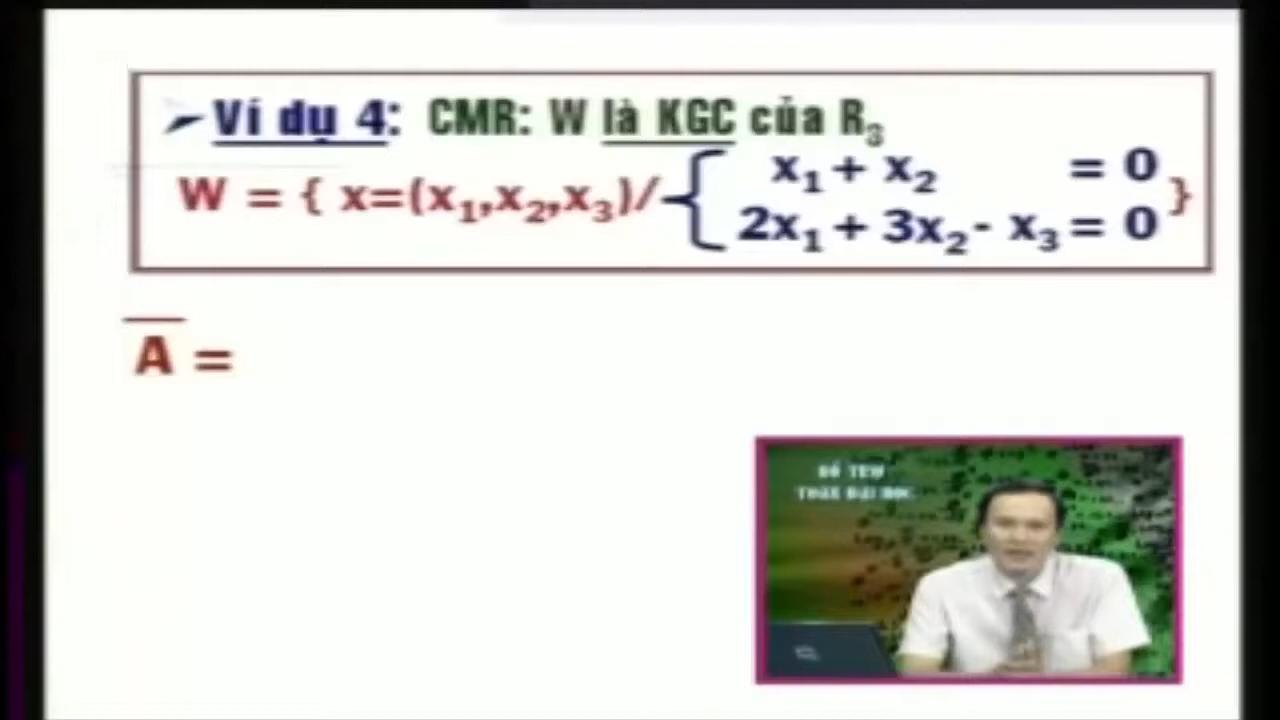 ➢Ví dụ 4: CMR: W là KGC của R₃
W = { x=(x₁,x₂,x₃)/ { x₁ + x₂ = 0 }
2x₁ + 3x₂ - x₃ = 0
A̅ =